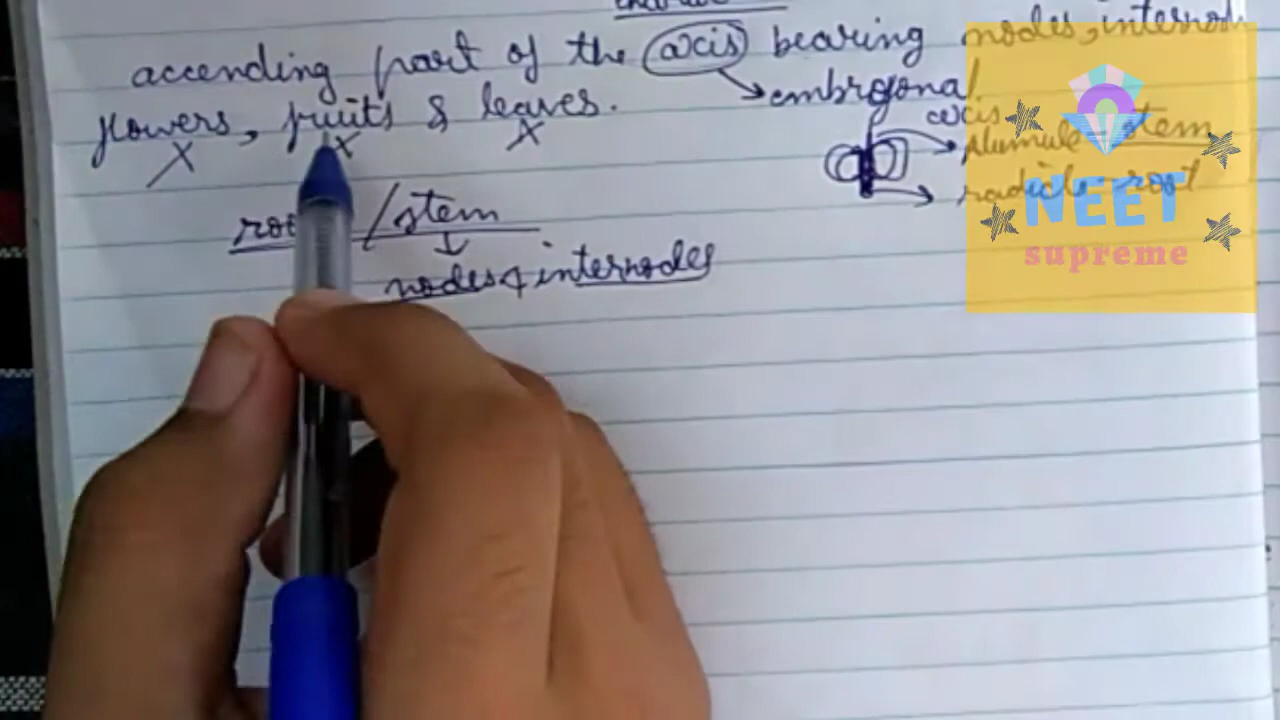 accending part of the axis bearing nodes, internod
flowers, fruits & leaves.
embryonal
axis
plumule stem
radicle root
X X X
/stem
nodes & internodes
NEET
supreme